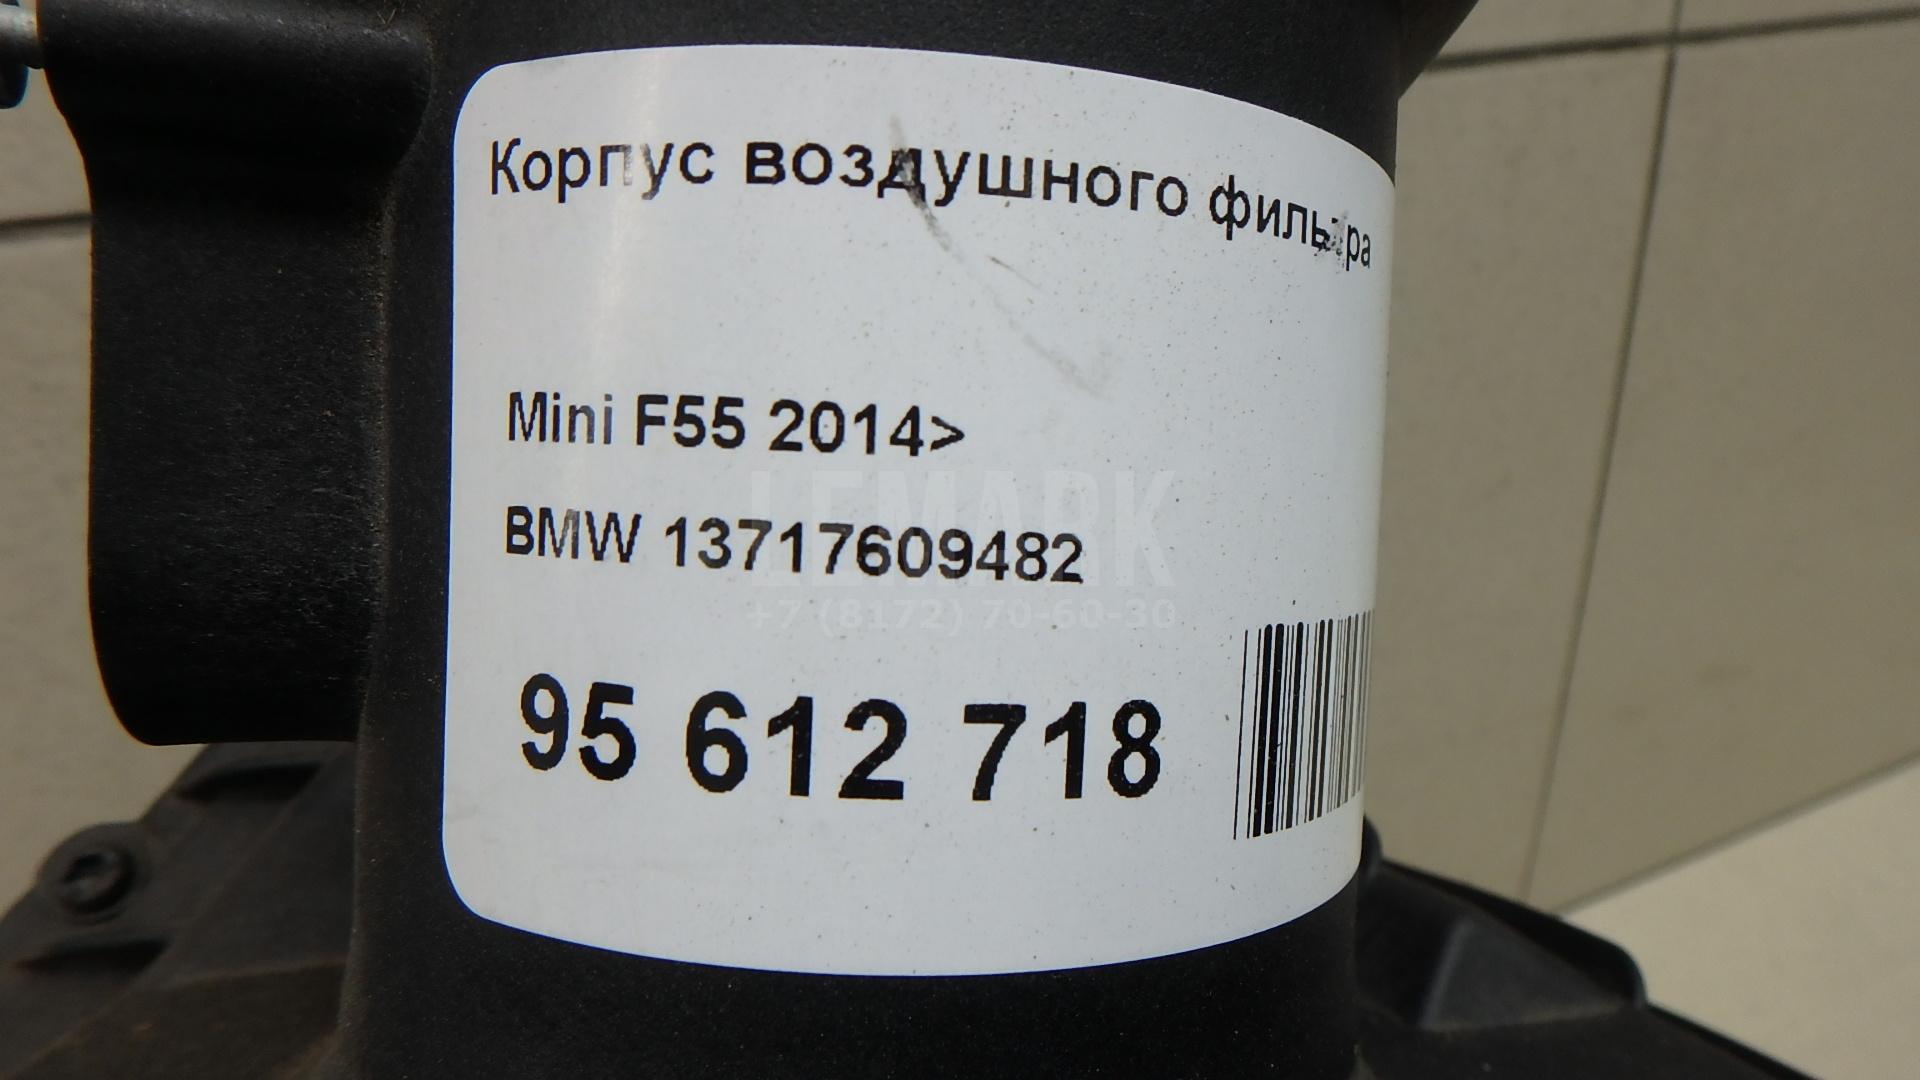 Корпус воздушного фильтра
Mini F55 2014>
BMW 13717609482
LEMARK
+7 (8172) 70-60-30
95 612 718